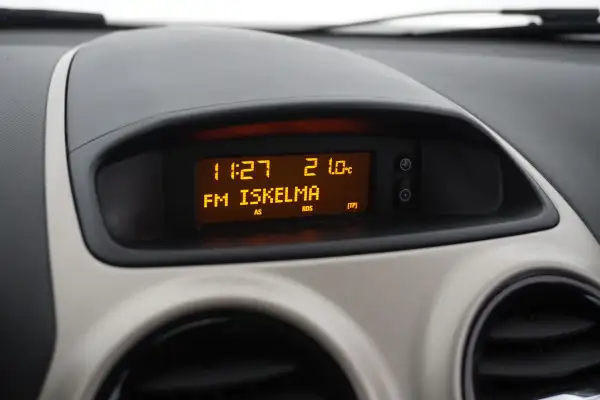 11:27 21.0°C
FM ISKELMA
AS RDS [TP]